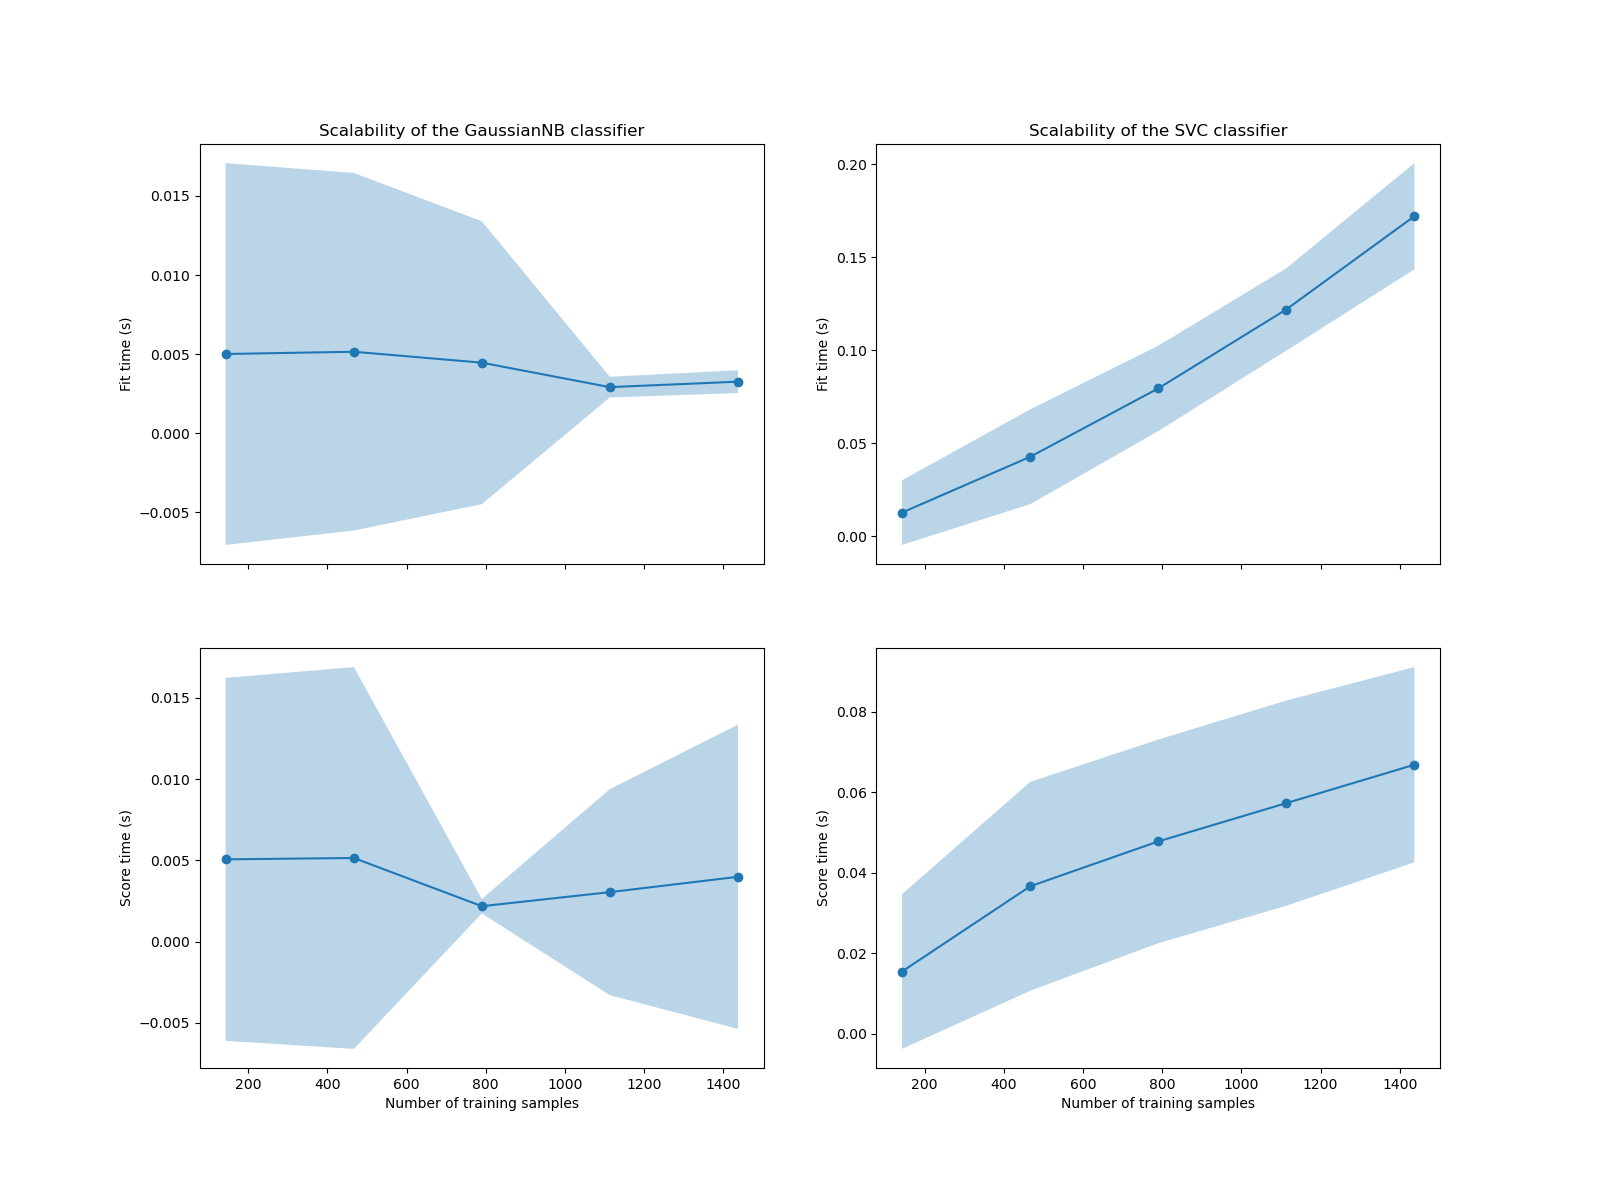 Scalability of the GaussianNB classifier
Fit time (s)
0.015
0.010
0.005
0.000
−0.005
Scalability of the SVC classifier
Fit time (s)
0.20
0.15
0.10
0.05
0.00
Score time (s)
0.015
0.010
0.005
0.000
−0.005
200 400 600 800 1000 1200 1400
Number of training samples
Score time (s)
0.08
0.06
0.04
0.02
0.00
200 400 600 800 1000 1200 1400
Number of training samples